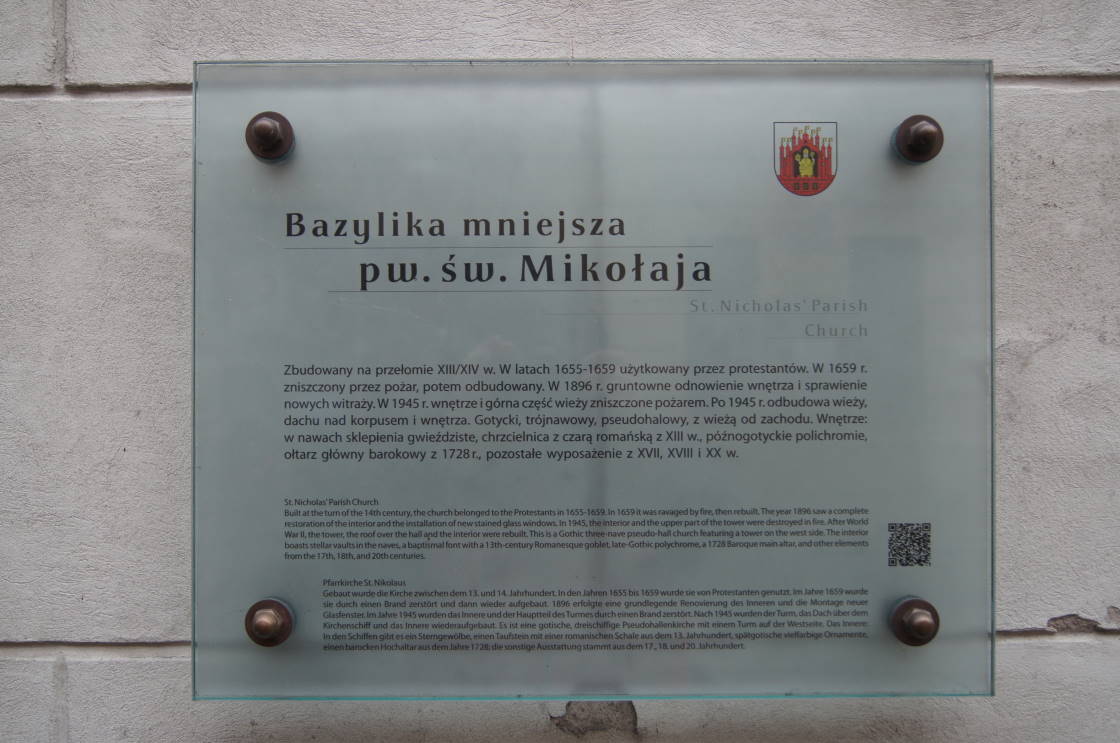 Bazylika mniejsza
pw. św. Mikołaja
St. Nicholas' Parish
Church
Zbudowany na przełomie XIII/XIV w. W latach 1655-1659 użytkowany przez protestantów. W 1659 r.
zniszczony przez pożar, potem odbudowany. W 1896 r. gruntowne odnowienie wnętrza i sprawienie
nowych witraży. W 1945 r. wnętrze i górna część wieży zniszczone pożarem. Po 1945 r. odbudowa wieży,
dachu nad korpusem i wnętrza. Gotycki, trójnawowy, pseudohalowy, z wieżą od zachodu. Wnętrze:
w nawach sklepienia gwieździste, chrzcielnica z czarą romańską z XIII w., późnogotyckie polichromie,
ołtarz główny barokowy z 1728 r., pozostałe wyposażenie z XVII, XVIII i XX w.
St. Nicholas' Parish Church
Built at the turn of the 14th century, the church belonged to the Protestants in 1655-1659. In 1659 it was ravaged by fire, then rebuilt. The year 1896 saw a complete
restoration of the interior and the installation of new stained glass windows. In 1945, the interior and the upper part of the tower were destroyed in fire. After World
War II, the tower, the roof over the hall and the interior were rebuilt. This is a Gothic three-nave pseudo-hall church featuring a tower on the west side. The interior
boasts stellar vaults in the naves, a baptismal font with a 13th-century Romanesque goblet, late-Gothic polychrome, a 1728 Baroque main altar, and other elements
from the 17th, 18th, and 20th centuries.
Pfarrkirche St. Nikolaus
Gebaut wurde die Kirche zwischen dem 13. und 14. Jahrhundert. In den Jahren 1655 bis 1659 wurde sie von Protestanten genutzt. Im Jahre 1659 wurde
sie durch einen Brand zerstört und dann wieder aufgebaut. 1896 erfolgte eine grundlegende Renovierung des Inneren und die Montage neuer
Glasfenster. Im Jahre 1945 wurden das Innere und der Hauptteil des Turmes durch einen Brand zerstört. Nach 1945 wurden der Turm, das Dach über dem
Kirchenschiff und das Innere wiederaufgebaut. Es ist eine gotische, dreischiffige Pseudohallenkirche mit einem Turm auf der Westseite. Das Innere:
In den Schiffen gibt es ein Sterngewölbe, einen Taufstein mit einer romanischen Schale aus dem 13. Jahrhundert, spätgotische vielfarbige Ornamente,
einen barocken Hochaltar aus dem Jahre 1728; die sonstige Ausstattung stammt aus dem 17., 18. und 20. Jahrhundert.